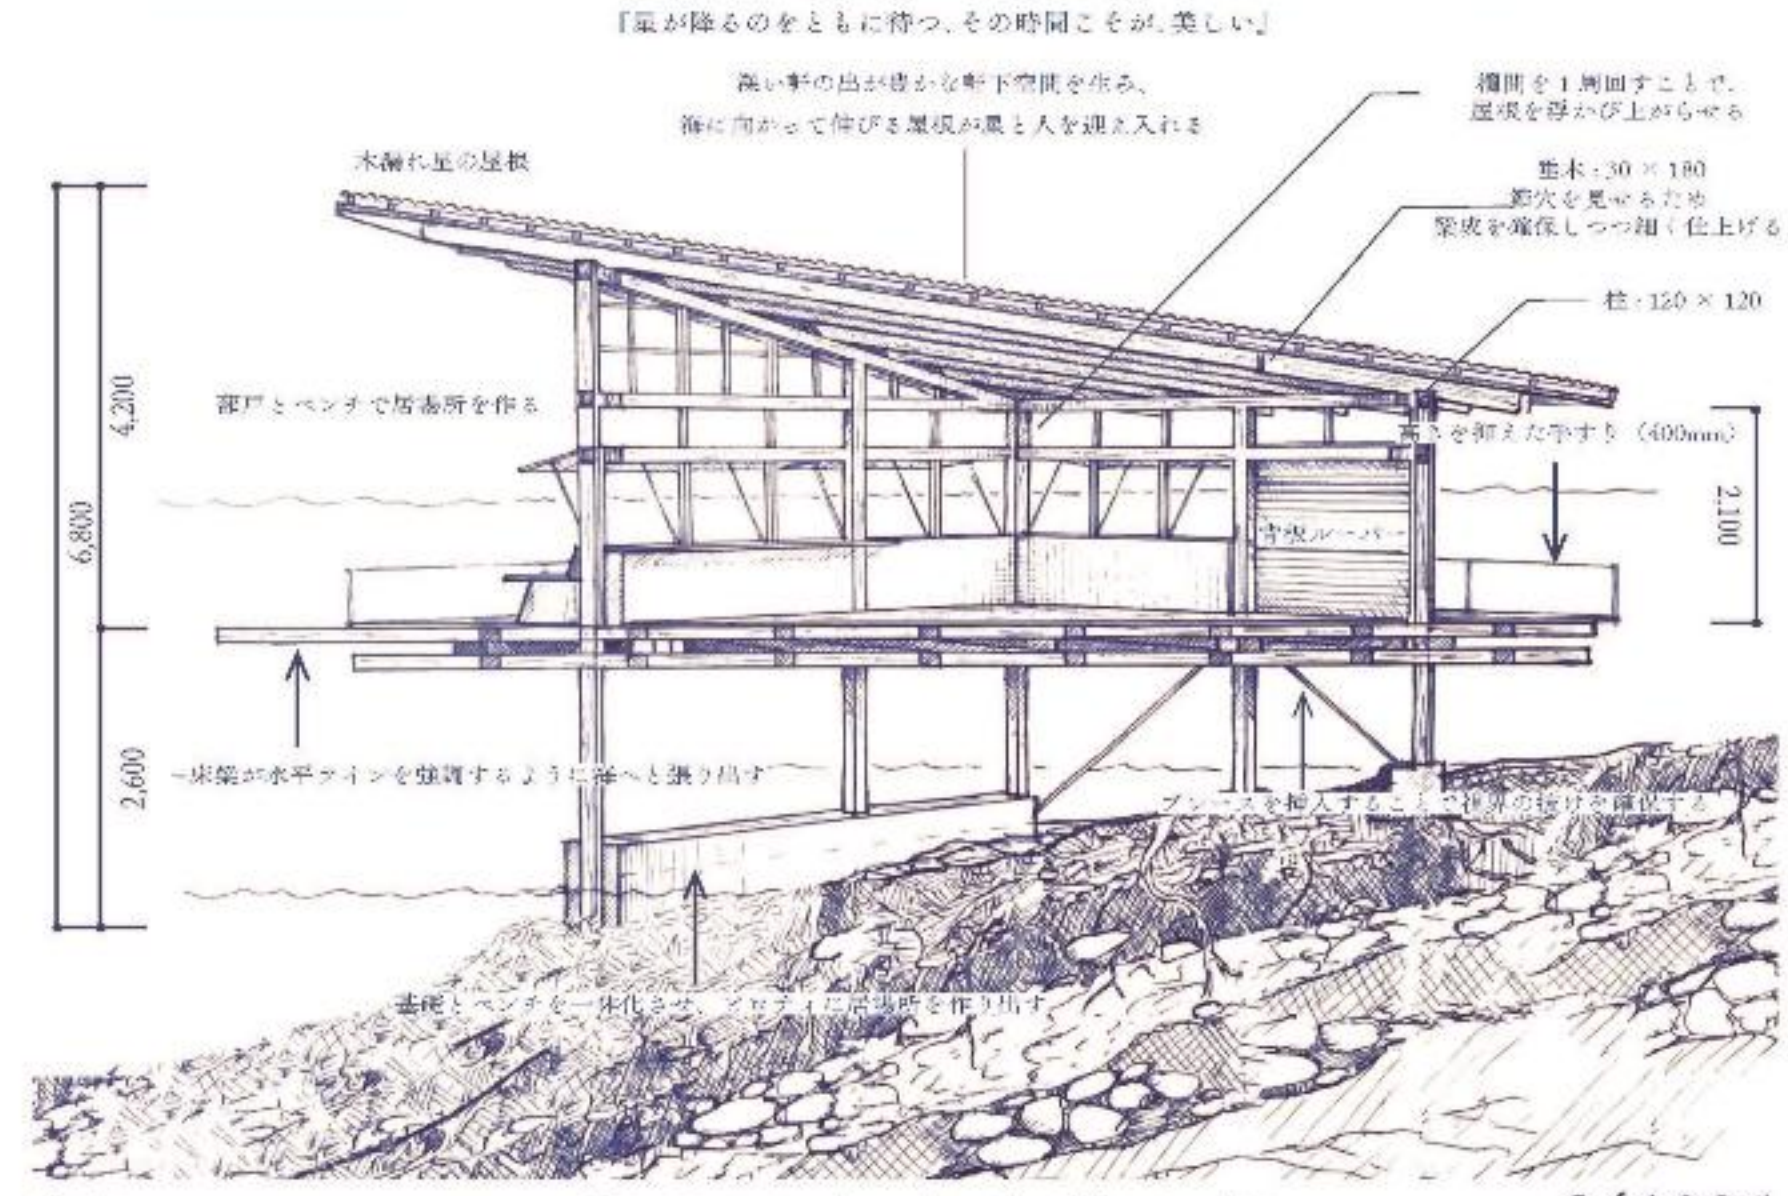 『星が降るのをともに待つ、その時間こそが、美しい』
深い軒の出が豊かな軒下空間を生み、
海に向かって伸びる屋根が星と人を迎え入れる
欄間を1周回すことで、
屋根を浮かび上がらせる
木漏れ星の屋根
垂木：30 × 180
節穴を見せるため
梁成を確保しつつ細く仕上げる
柱：120 × 120
4,200
蔀戸とベンチで居場所を作る
高さを抑えた手すり（400mm）
6,800
2,100
背板ルーバー
2,600
床梁が水平ラインを強調するように海へと張り出す
ブレースを挿入することで視界の抜けを確保する
基礎とベンチを一体化させ、ピロティに居場所を作り出す